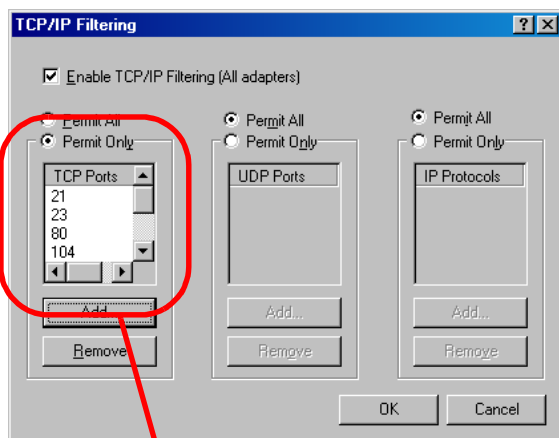 TCP/IP Filtering
Enable TCP/IP Filtering (All adapters)
Permit All
Permit Only
TCP Ports
21
23
80
104
Add...
Remove
Permit All
Permit Only
UDP Ports
Add...
Remove
Permit All
Permit Only
IP Protocols
Add...
Remove
OK
Cancel